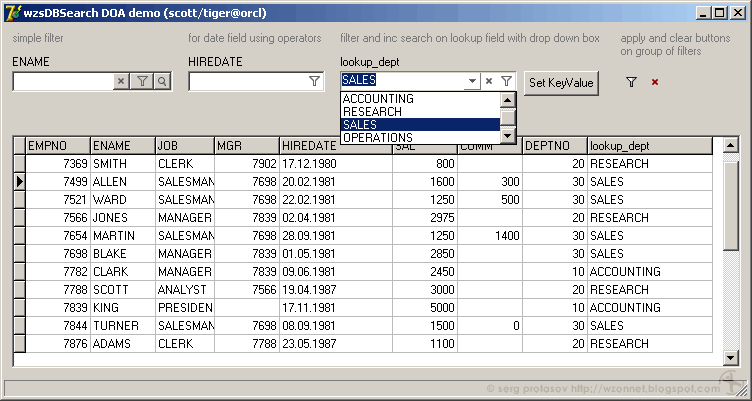 wzsDBSearch DOA demo (scott/tiger@orcl)
simple filter for date field using operators filter and inc search on lookup field with drop down box apply and clear buttons
on group of filters
ENAME HIREDATE lookup_dept
SALES Set KeyValue
ACCOUNTING
RESEARCH
SALES
OPERATIONS
EMPNO ENAME JOB MGR HIREDATE SAL COMM DEPTNO lookup_dept
7369 SMITH CLERK 7902 17.12.1980 800 20 RESEARCH
7499 ALLEN SALESMAN 7698 20.02.1981 1600 300 30 SALES
7521 WARD SALESMAN 7698 22.02.1981 1250 500 30 SALES
7566 JONES MANAGER 7839 02.04.1981 2975 20 RESEARCH
7654 MARTIN SALESMAN 7698 28.09.1981 1250 1400 30 SALES
7698 BLAKE MANAGER 7839 01.05.1981 2850 30 SALES
7782 CLARK MANAGER 7839 09.06.1981 2450 10 ACCOUNTING
7788 SCOTT ANALYST 7566 19.04.1987 3000 20 RESEARCH
7839 KING PRESIDEN 17.11.1981 5000 10 ACCOUNTING
7844 TURNER SALESMAN 7698 08.09.1981 1500 0 30 SALES
7876 ADAMS CLERK 7788 23.05.1987 1100 20 RESEARCH
© serg protasov http://wzonnet.blogspot.com